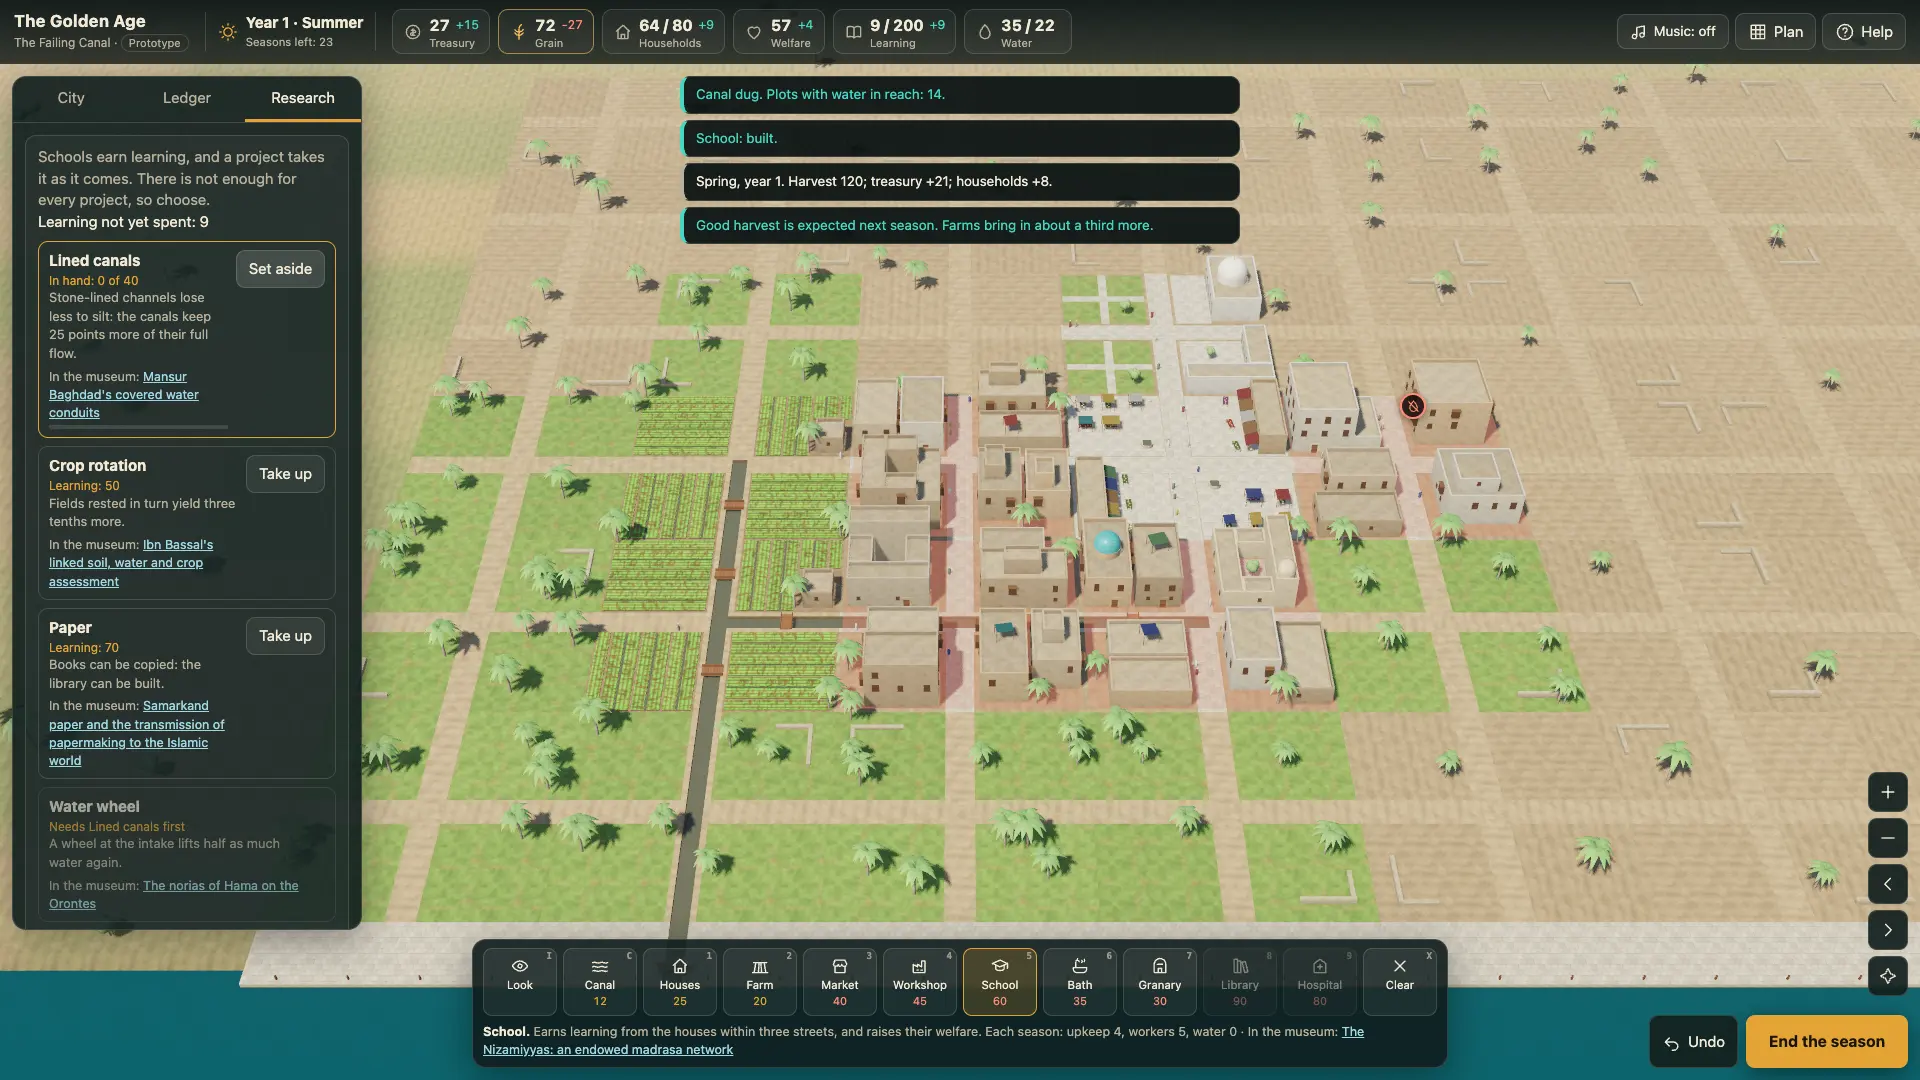 The Golden Age
The Failing Canal · Prototype
Year 1 · Summer
Seasons left: 23
27 +15
Treasury
72 -27
Grain
64 / 80 +9
Households
57 +4
Welfare
9 / 200 +9
Learning
35 / 22
Water
Music: off
Plan
Help
City
Ledger
Research
Schools earn learning, and a project takes
it as it comes. There is not enough for
every project, so choose.
Learning not yet spent: 9
Lined canals
In hand: 0 of 40
Stone-lined channels lose
less to silt: the canals keep
25 points more of their full
flow.
In the museum: Mansur
Baghdad's covered water
conduits
Set aside
Crop rotation
Learning: 50
Fields rested in turn yield three
tenths more.
In the museum: Ibn Bassal's
linked soil, water and crop
assessment
Take up
Paper
Learning: 70
Books can be copied: the
library can be built.
In the museum: Samarkand
paper and the transmission of
papermaking to the Islamic
world
Take up
Water wheel
Needs Lined canals first
A wheel at the intake lifts half as much
water again.
In the museum: The norias of Hama on the
Orontes
Canal dug. Plots with water in reach: 14.
School: built.
Spring, year 1. Harvest 120; treasury +21; households +8.
Good harvest is expected next season. Farms bring in about a third more.
I
Look
C
Canal
12
1
Houses
25
2
Farm
20
3
Market
40
4
Workshop
45
5
School
60
6
Bath
35
7
Granary
30
8
Library
90
9
Hospital
80
X
Clear
School. Earns learning from the houses within three streets, and raises their welfare. Each season: upkeep 4, workers 5, water 0 · In the museum: The
Nizamiyyas: an endowed madrasa network
Undo
End the season